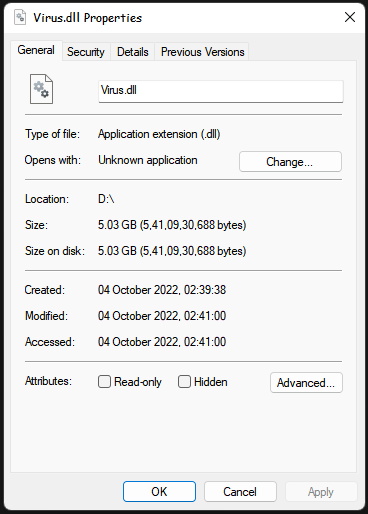 Virus.dll Properties
General Security Details Previous Versions
Virus.dll
Type of file: Application extension (.dll)
Opens with: Unknown application Change...
Location: D:\
Size: 5.03 GB (5,41,09,30,688 bytes)
Size on disk: 5.03 GB (5,41,09,30,688 bytes)
Created: 04 October 2022, 02:39:38
Modified: 04 October 2022, 02:41:00
Accessed: 04 October 2022, 02:41:00
Attributes: Read-only Hidden Advanced...
OK Cancel Apply